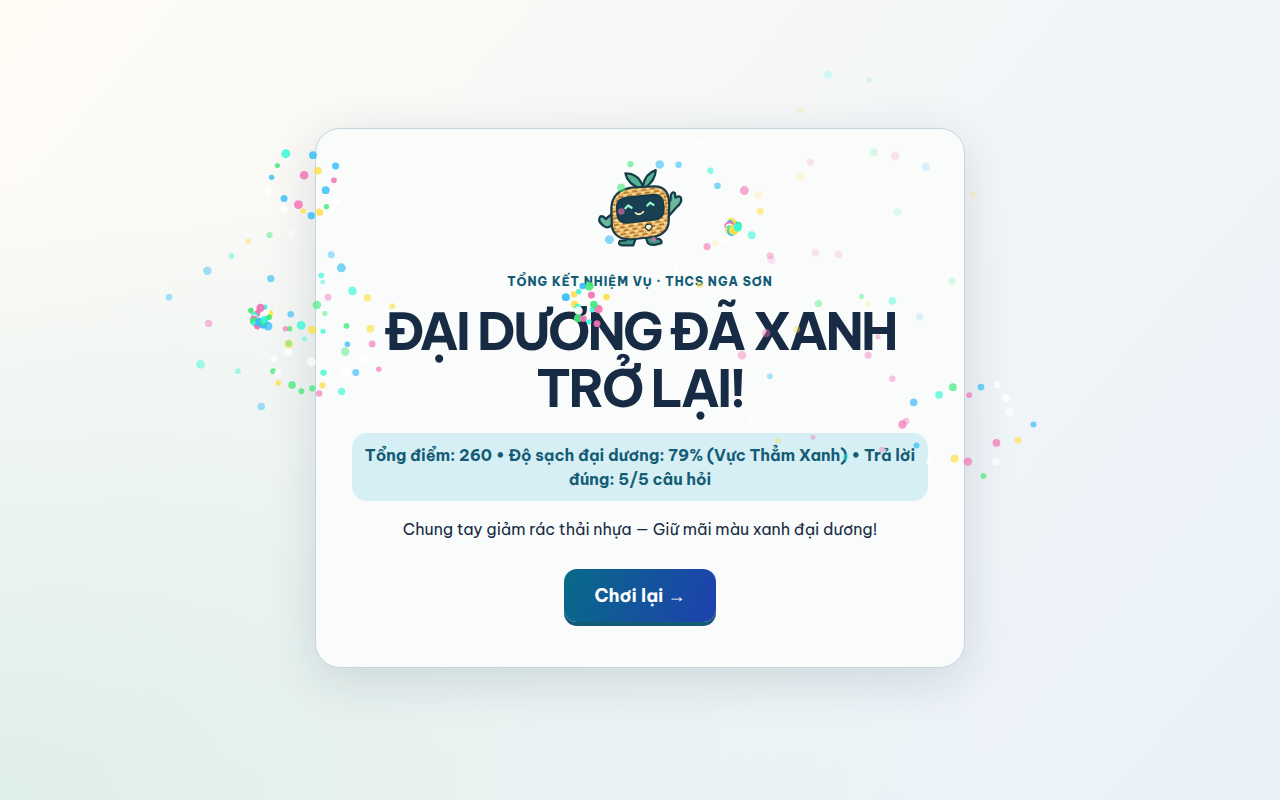 TỔNG KẾT NHIỆM VỤ · THCS NGA SƠN
ĐẠI DƯƠNG ĐÃ XANH
TRỞ LẠI!
Tổng điểm: 260 • Độ sạch đại dương: 79% (Vực Thẳm Xanh) • Trả lời
đúng: 5/5 câu hỏi
Chung tay giảm rác thải nhựa — Giữ mãi màu xanh đại dương!
Chơi lại →